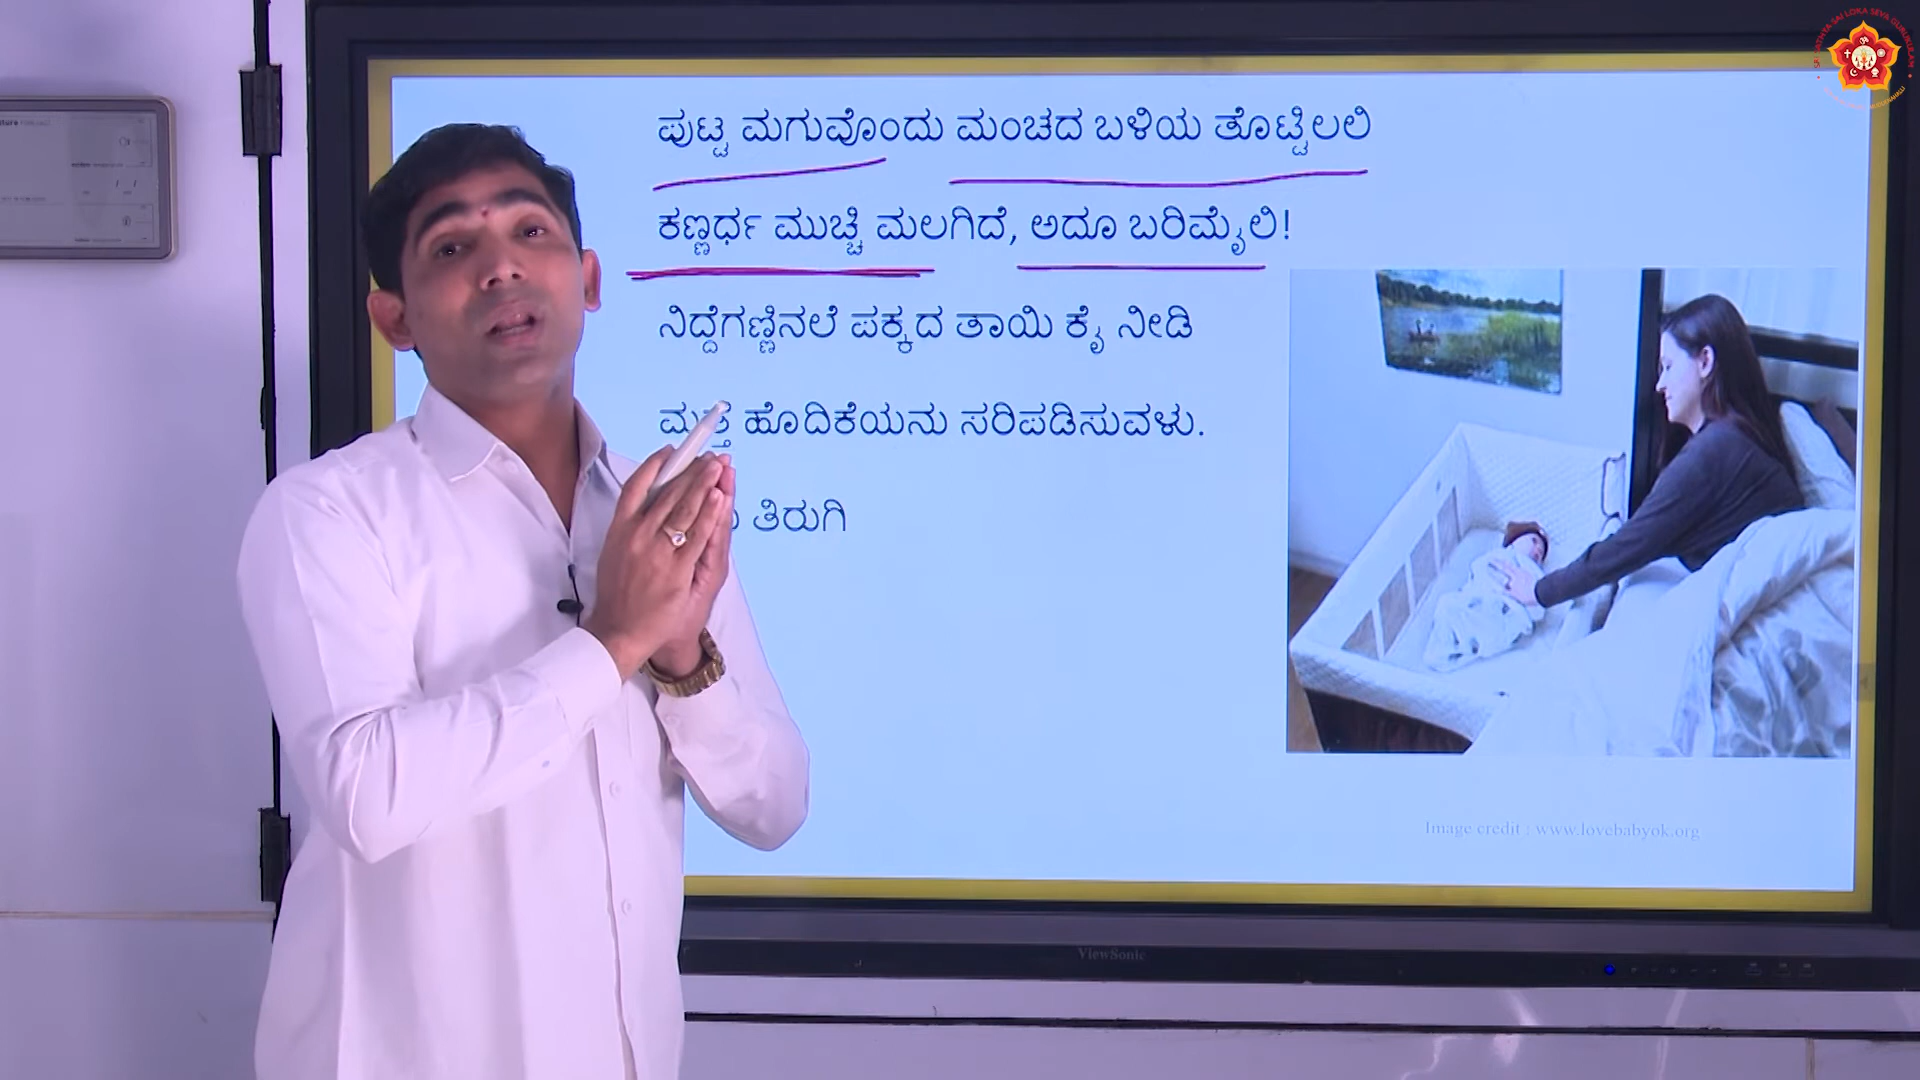 ಪುಟ್ಟ ಮಗುವೊಂದು ಮಂಚದ ಬಳಿಯ ತೊಟ್ಟಿಲಲಿ
ಕಣ್ಣರ್ಧ ಮುಚ್ಚಿ ಮಲಗಿದೆ, ಅದೂ ಬರಿಮೈಲಿ!
ನಿದ್ದೆಗಣ್ಣಿನಲೆ ಪಕ್ಕದ ತಾಯಿ ಕೈ ನೀಡಿ
ಮತ್ತೆ ಹೊದಿಕೆಯನು ಸರಿಪಡಿಸುವಳು.
ತಿರುಗಿ
Image credit : www.lovebabyok.org
ViewSonic